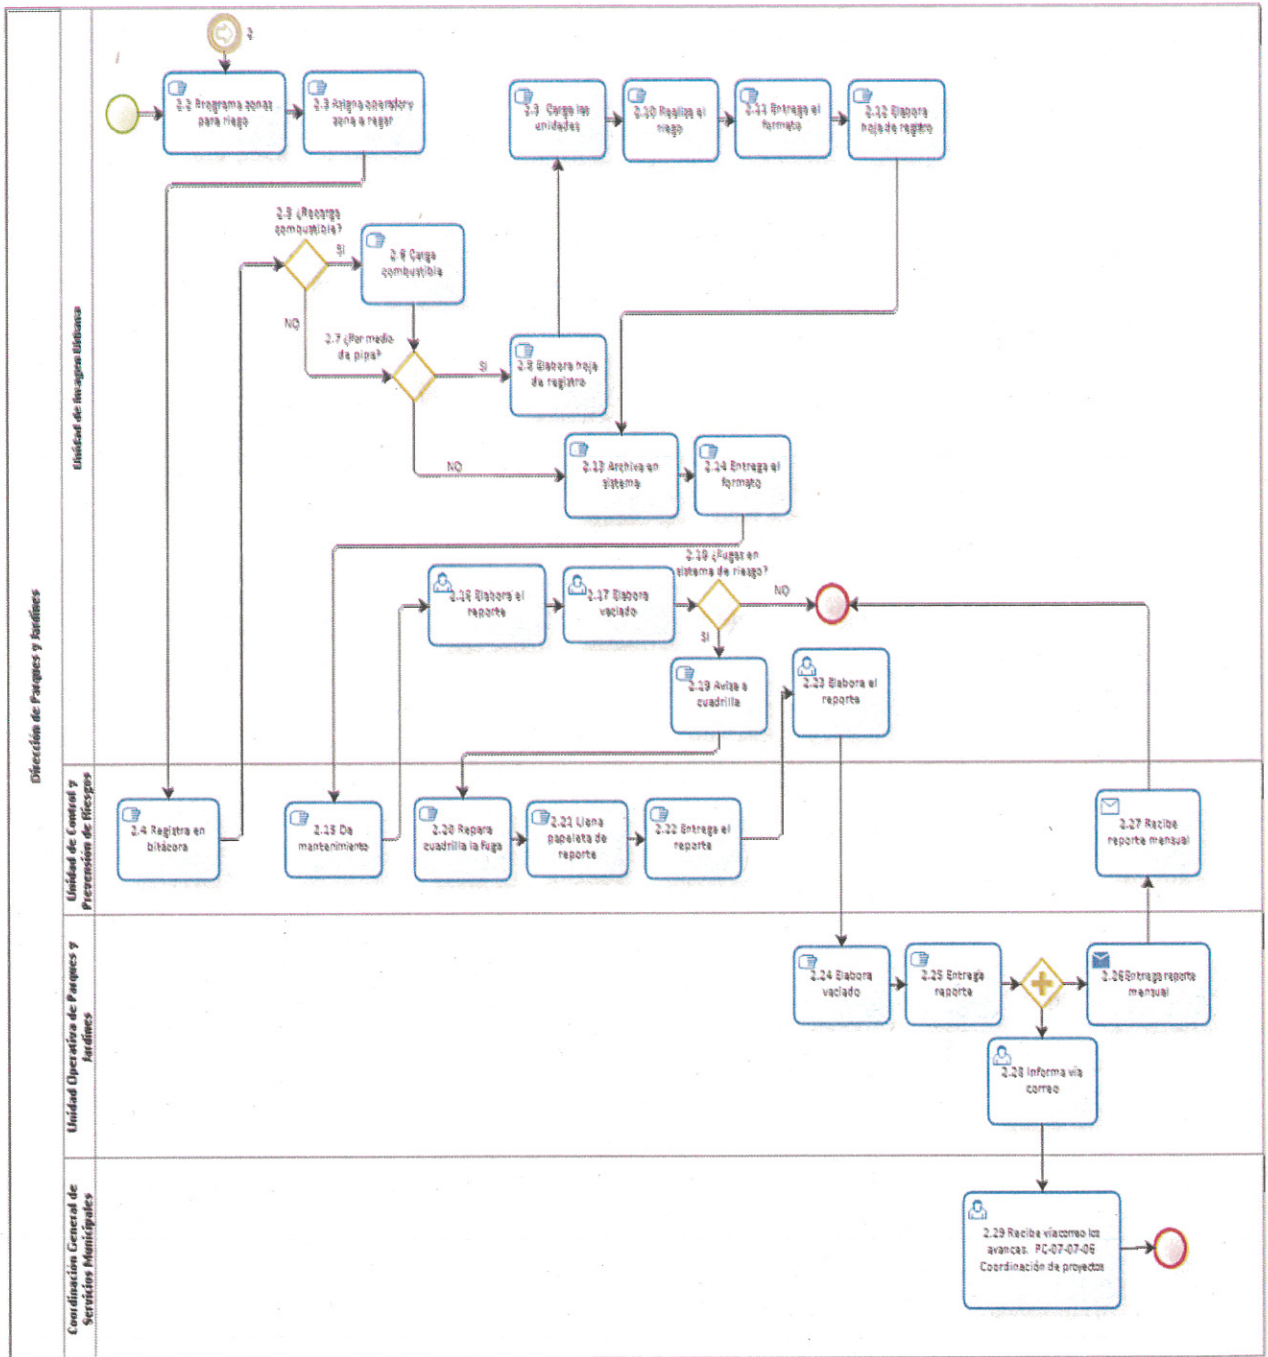 2
2.2 Programa zonas
para riego
2.3 Asigna operador y
zona a regar
2.9 Carga las
unidades
2.10 Realiza el
riego
2.11 Entrega el
formato
2.12 Elabora
hoja de registro
2.5 ¿Recarga
combustible?
SI
2.6 Carga
combustible
NO
2.7 ¿Por medio
de pipa?
SI
2.8 Elabora hoja
de registro
NO
2.13 Archiva en
sistema
2.14 Entrega el
formato
Unidad de Imagen Urbana
2.16 Elabora el
reporte
2.17 Elabora
vaciado
2.18 ¿Fugas en
sistema de riesgo?
NO
SI
2.19 Avisa a
cuadrilla
2.23 Elabora el
reporte
Dirección de Parques y Jardines
Unidad de Control y
Prevensión de Riesgos
2.4 Registra en
bitácora
2.15 Da
mantenimiento
2.20 Repara
cuadrilla la fuga
2.21 Llena
papeleta de
reporte
2.22 Entrega el
reporte
2.27 Recibe
reporte mensual
Unidad Operativa de Parques y
Jardines
2.24 Elabora
vaciado
2.25 Entrega
reporte
2.26 Entrega reporte
mensual
2.28 Informa vía
correo
Coordinación General de
Servicios Municipales
2.29 Recibe vía correo los
avances. PC-07-07-06
Coordinación de proyectos